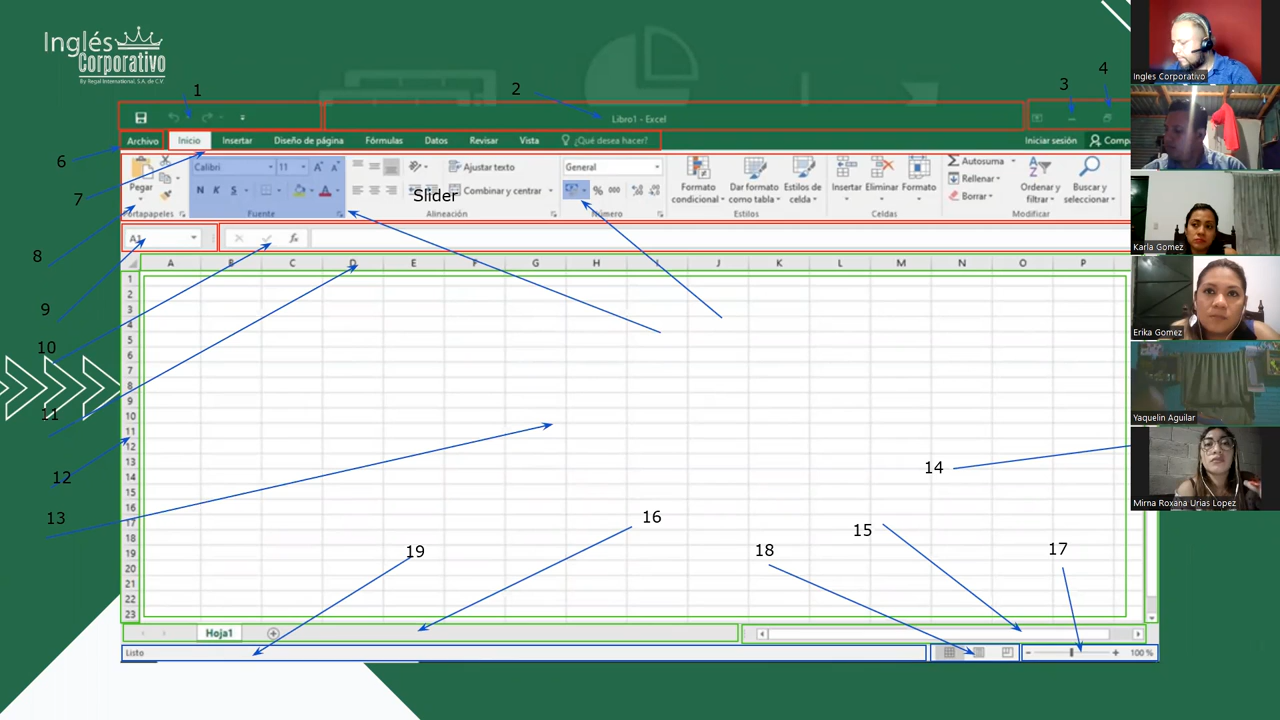 Inglés
Corporativo
By Regal International, S.A. de C.V.
1
2
3
4
Ingles Corporativo
Libro1 - Excel
6
Archivo
Inicio
Insertar
Diseño de página
Fórmulas
Datos
Revisar
Vista
¿Qué desea hacer?
Iniciar sesión
Compa
7
Pegar
Calibri
11
Ajustar texto
General
Formato
condicional
Dar formato
como tabla
Estilos de
celda
Insertar
Eliminar
Formato
Autosuma
Rellenar
Borrar
Ordenar y
filtrar
Buscar y
seleccionar
N K S
Combinar y centrar
% 000
Slider
Portapapeles
Fuente
Alineación
Número
Estilos
Celdas
Modificar
8
A1
fx
Karla Gomez
A B C D E F G H I J K L M N O P
1
2
3
4
5
6
7
8
9
10
11
12
13
14
15
16
17
18
19
20
21
22
23
9
10
11
12
13
14
15
16
17
18
19
Erika Gomez
Yaquelin Aguilar
Mirna Roxana Urias Lopez
Hoja1
Listo
100 %